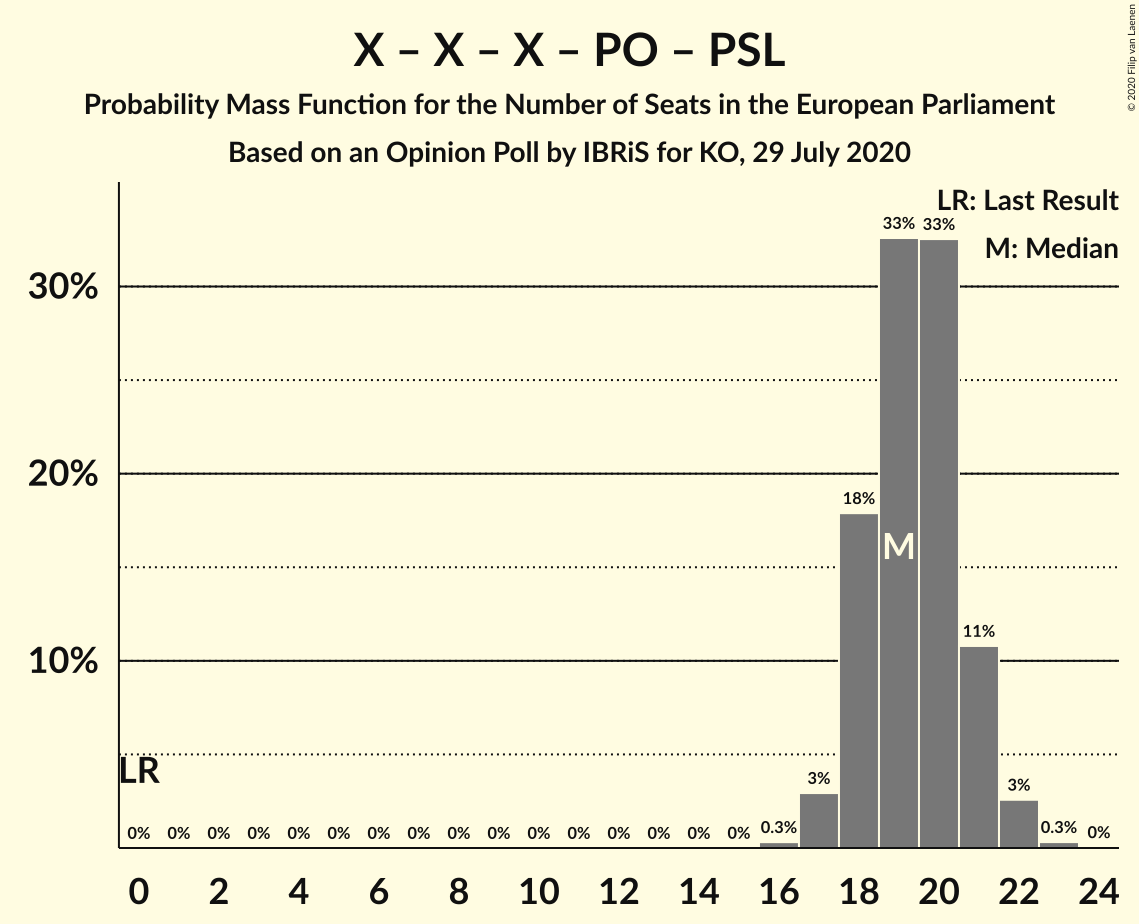 X – X – X – PO – PSL
Probability Mass Function for the Number of Seats in the European Parliament
Based on an Opinion Poll by IBRiS for KO, 29 July 2020
© 2020 Filip van Laenen
LR: Last Result
M: Median
33% 33%
30%
20%
18%
M
11%
10%
LR
3% 3%
0% 0% 0% 0% 0% 0% 0% 0% 0% 0% 0% 0% 0% 0% 0% 0% 0.3% 0.3% 0%
0 2 4 6 8 10 12 14 16 18 20 22 24